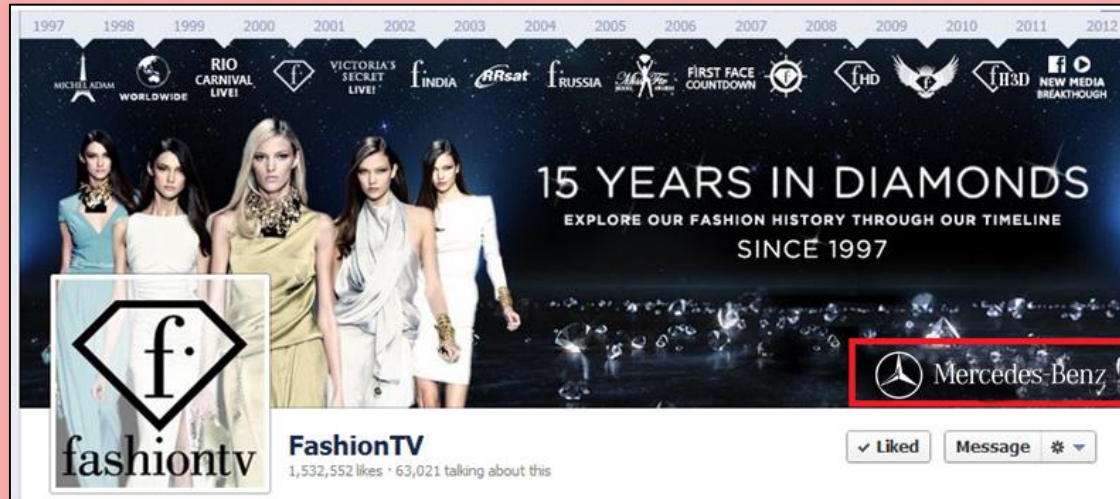 1997 1998 1999 2000 2001 2002 2003 2004 2005 2006 2007 2008 2009 2010 2011 2012
MICHEL ADAM
WORLDWIDE
RIO
CARNIVAL
LIVE!
f
VICTORIA'S
SECRET
LIVE!
f INDIA
RRsat
f RUSSIA
FIRST FACE
COUNTDOWN
f HD
f H3D
NEW MEDIA
BREAKTHOUGH
15 YEARS IN DIAMONDS
EXPLORE OUR FASHION HISTORY THROUGH OUR TIMELINE
SINCE 1997
Mercedes-Benz
f
fashiontv
FashionTV
1,532,552 likes · 63,021 talking about this
✓ Liked Message